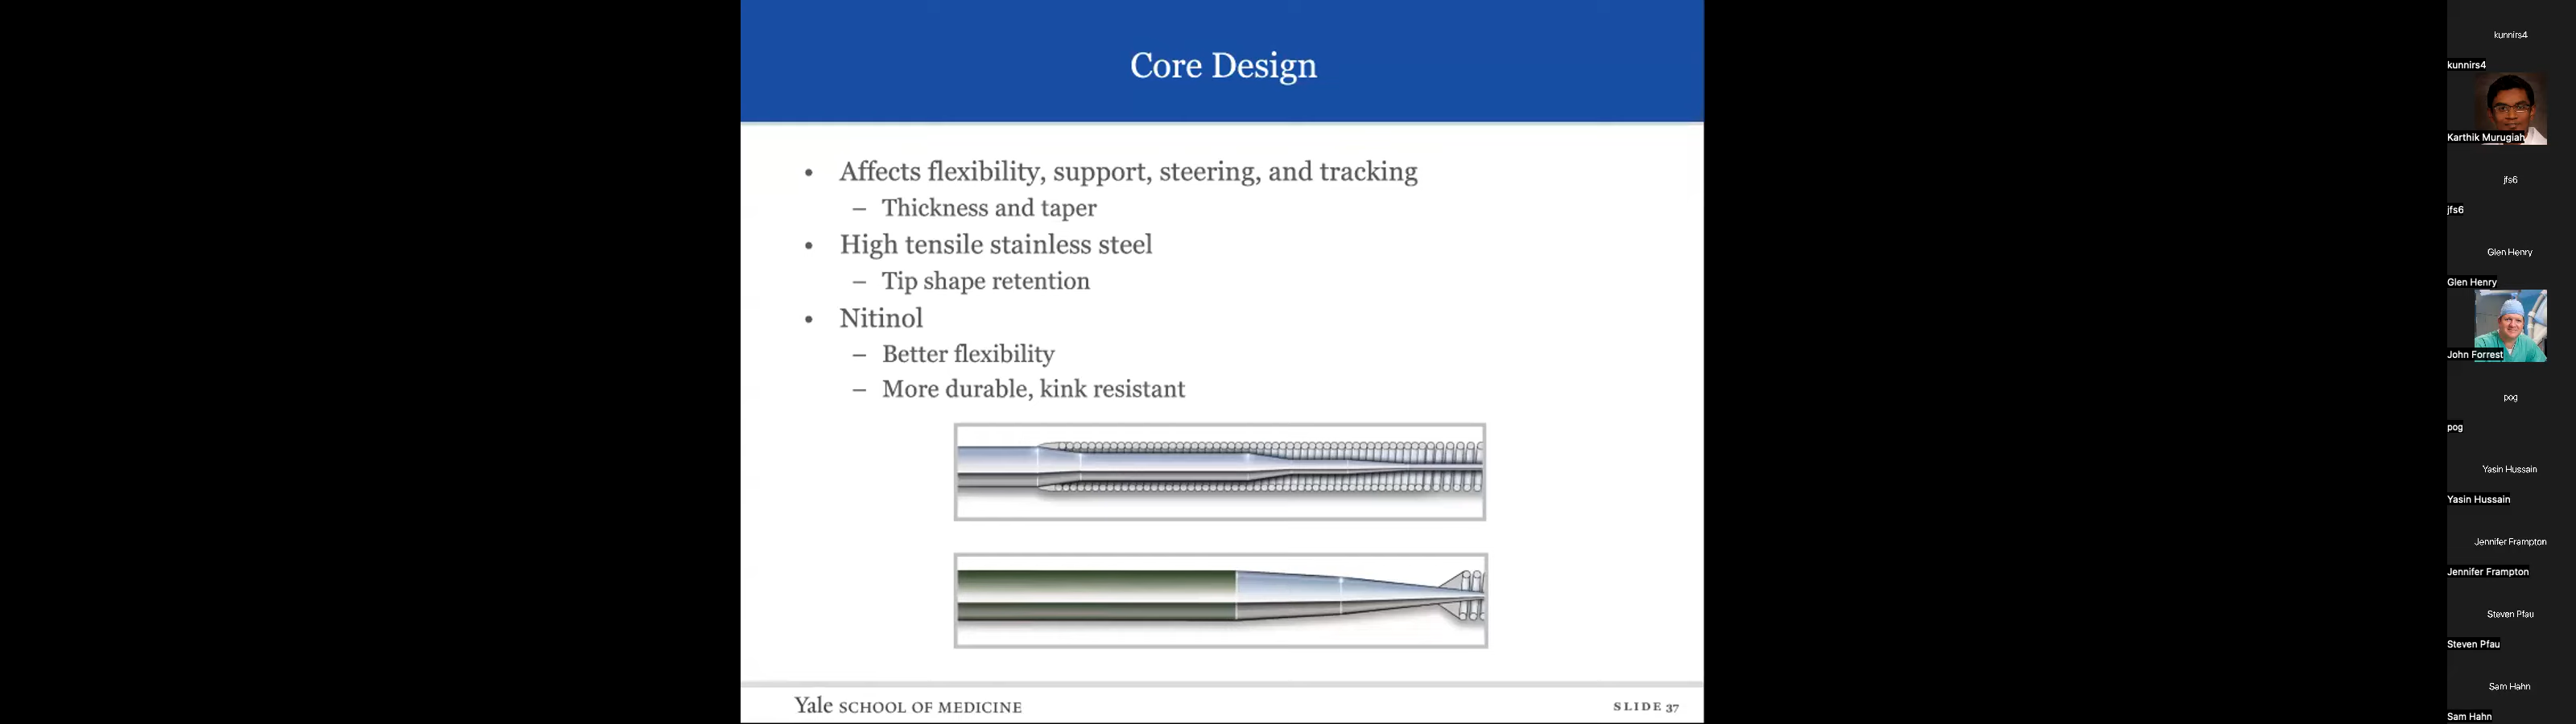 Core Design
• Affects flexibility, support, steering, and tracking
– Thickness and taper
• High tensile stainless steel
– Tip shape retention
• Nitinol
– Better flexibility
– More durable, kink resistant
Yale SCHOOL OF MEDICINE
SLIDE 37
kunnirs4
kunnirs4
Karthik Murugiah
jfs6
jfs6
Glen Henry
Glen Henry
John Forrest
pog
pog
Yasin Hussain
Yasin Hussain
Jennifer Frampton
Jennifer Frampton
Steven Pfau
Steven Pfau
Sam Hahn
Sam Hahn